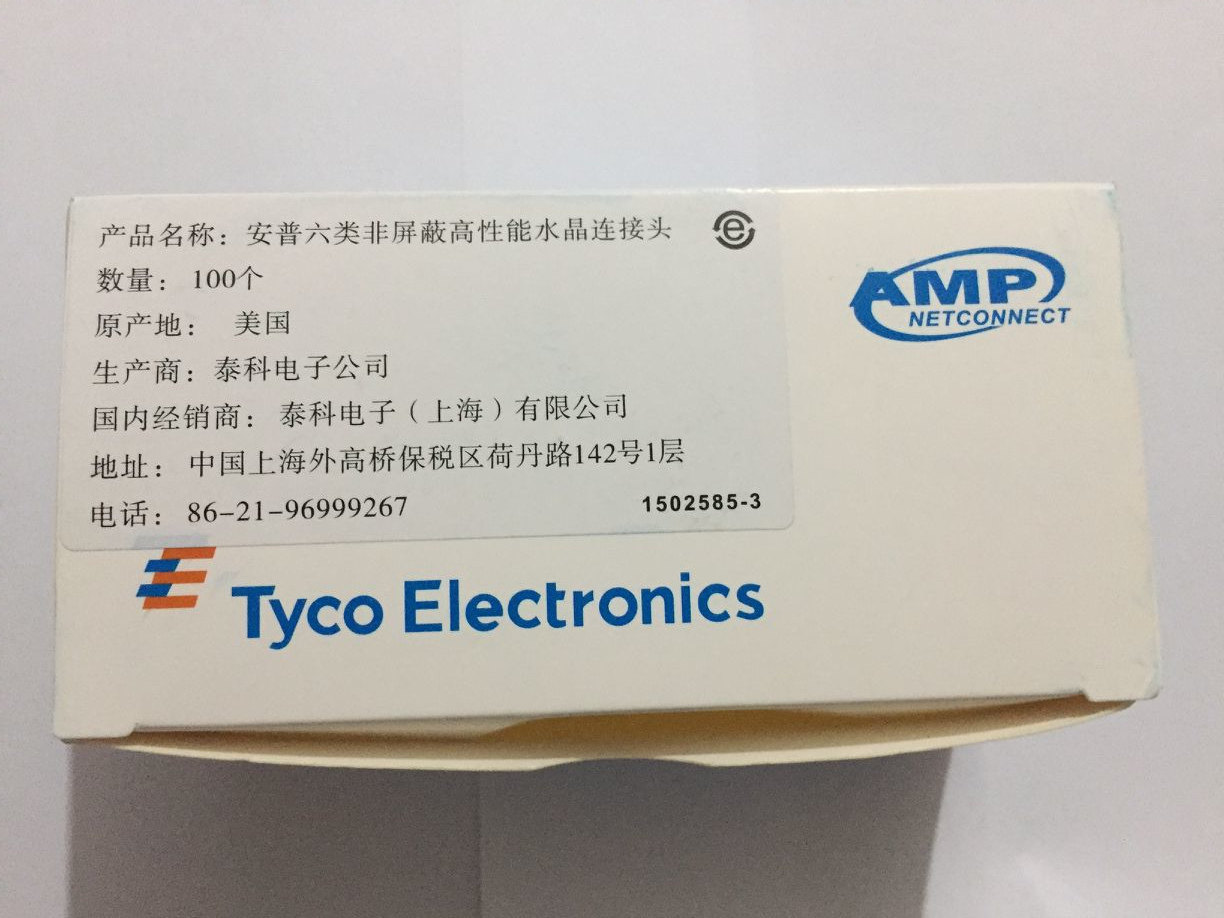 产品名称：安普六类非屏蔽高性能水晶连接头
数量：100个
原产地：美国
生产商：泰科电子公司
国内经销商：泰科电子（上海）有限公司
地址：中国上海外高桥保税区荷丹路142号1层
电话：86-21-96999267
1502585-3
AMP
NETCONNECT
Tyco Electronics